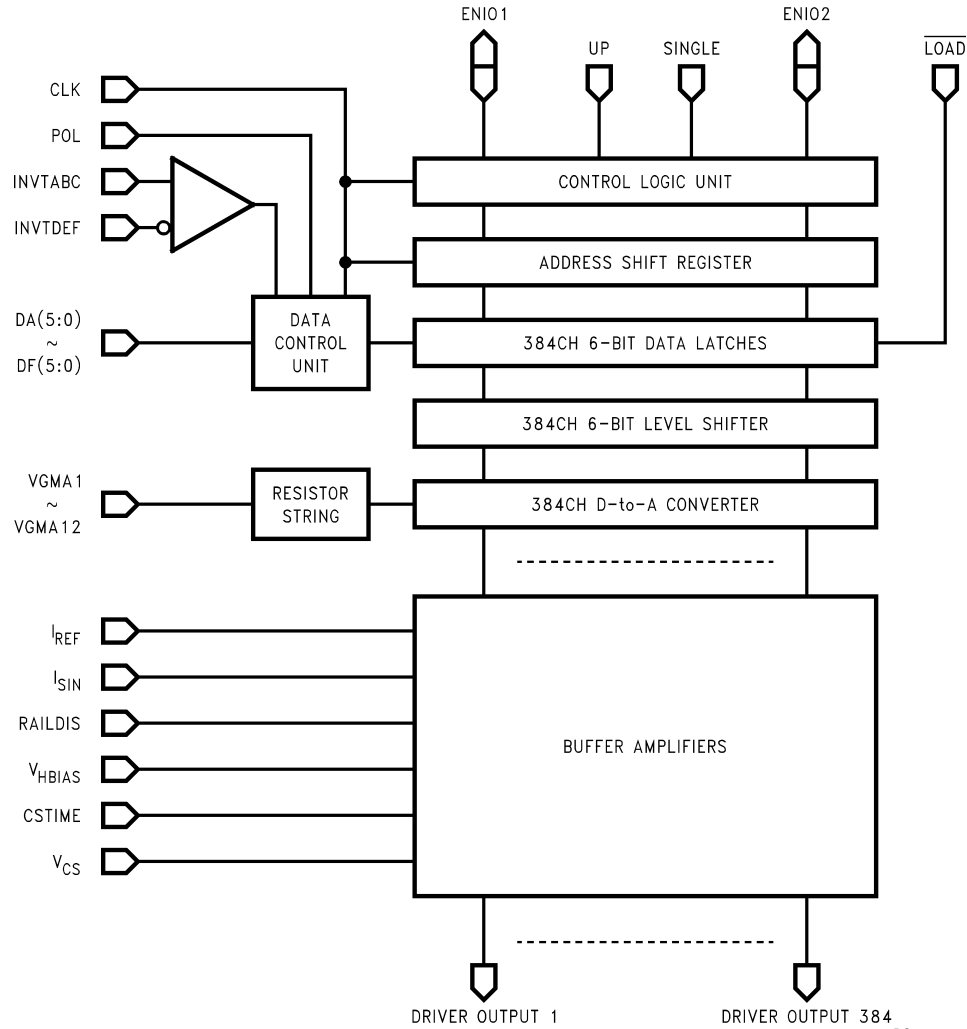 ENIO1
ENIO2
UP
SINGLE
LOAD
CLK
POL
INVTABC
INVTDEF
CONTROL LOGIC UNIT
ADDRESS SHIFT REGISTER
DA(5:0)
~
DF(5:0)
DATA
CONTROL
UNIT
384CH 6-BIT DATA LATCHES
384CH 6-BIT LEVEL SHIFTER
VGMA1
~
VGMA12
RESISTOR
STRING
384CH D-to-A CONVERTER
IREF
ISIN
RAILDIS
VHBIAS
CSTIME
VCS
BUFFER AMPLIFIERS
DRIVER OUTPUT 1
DRIVER OUTPUT 384